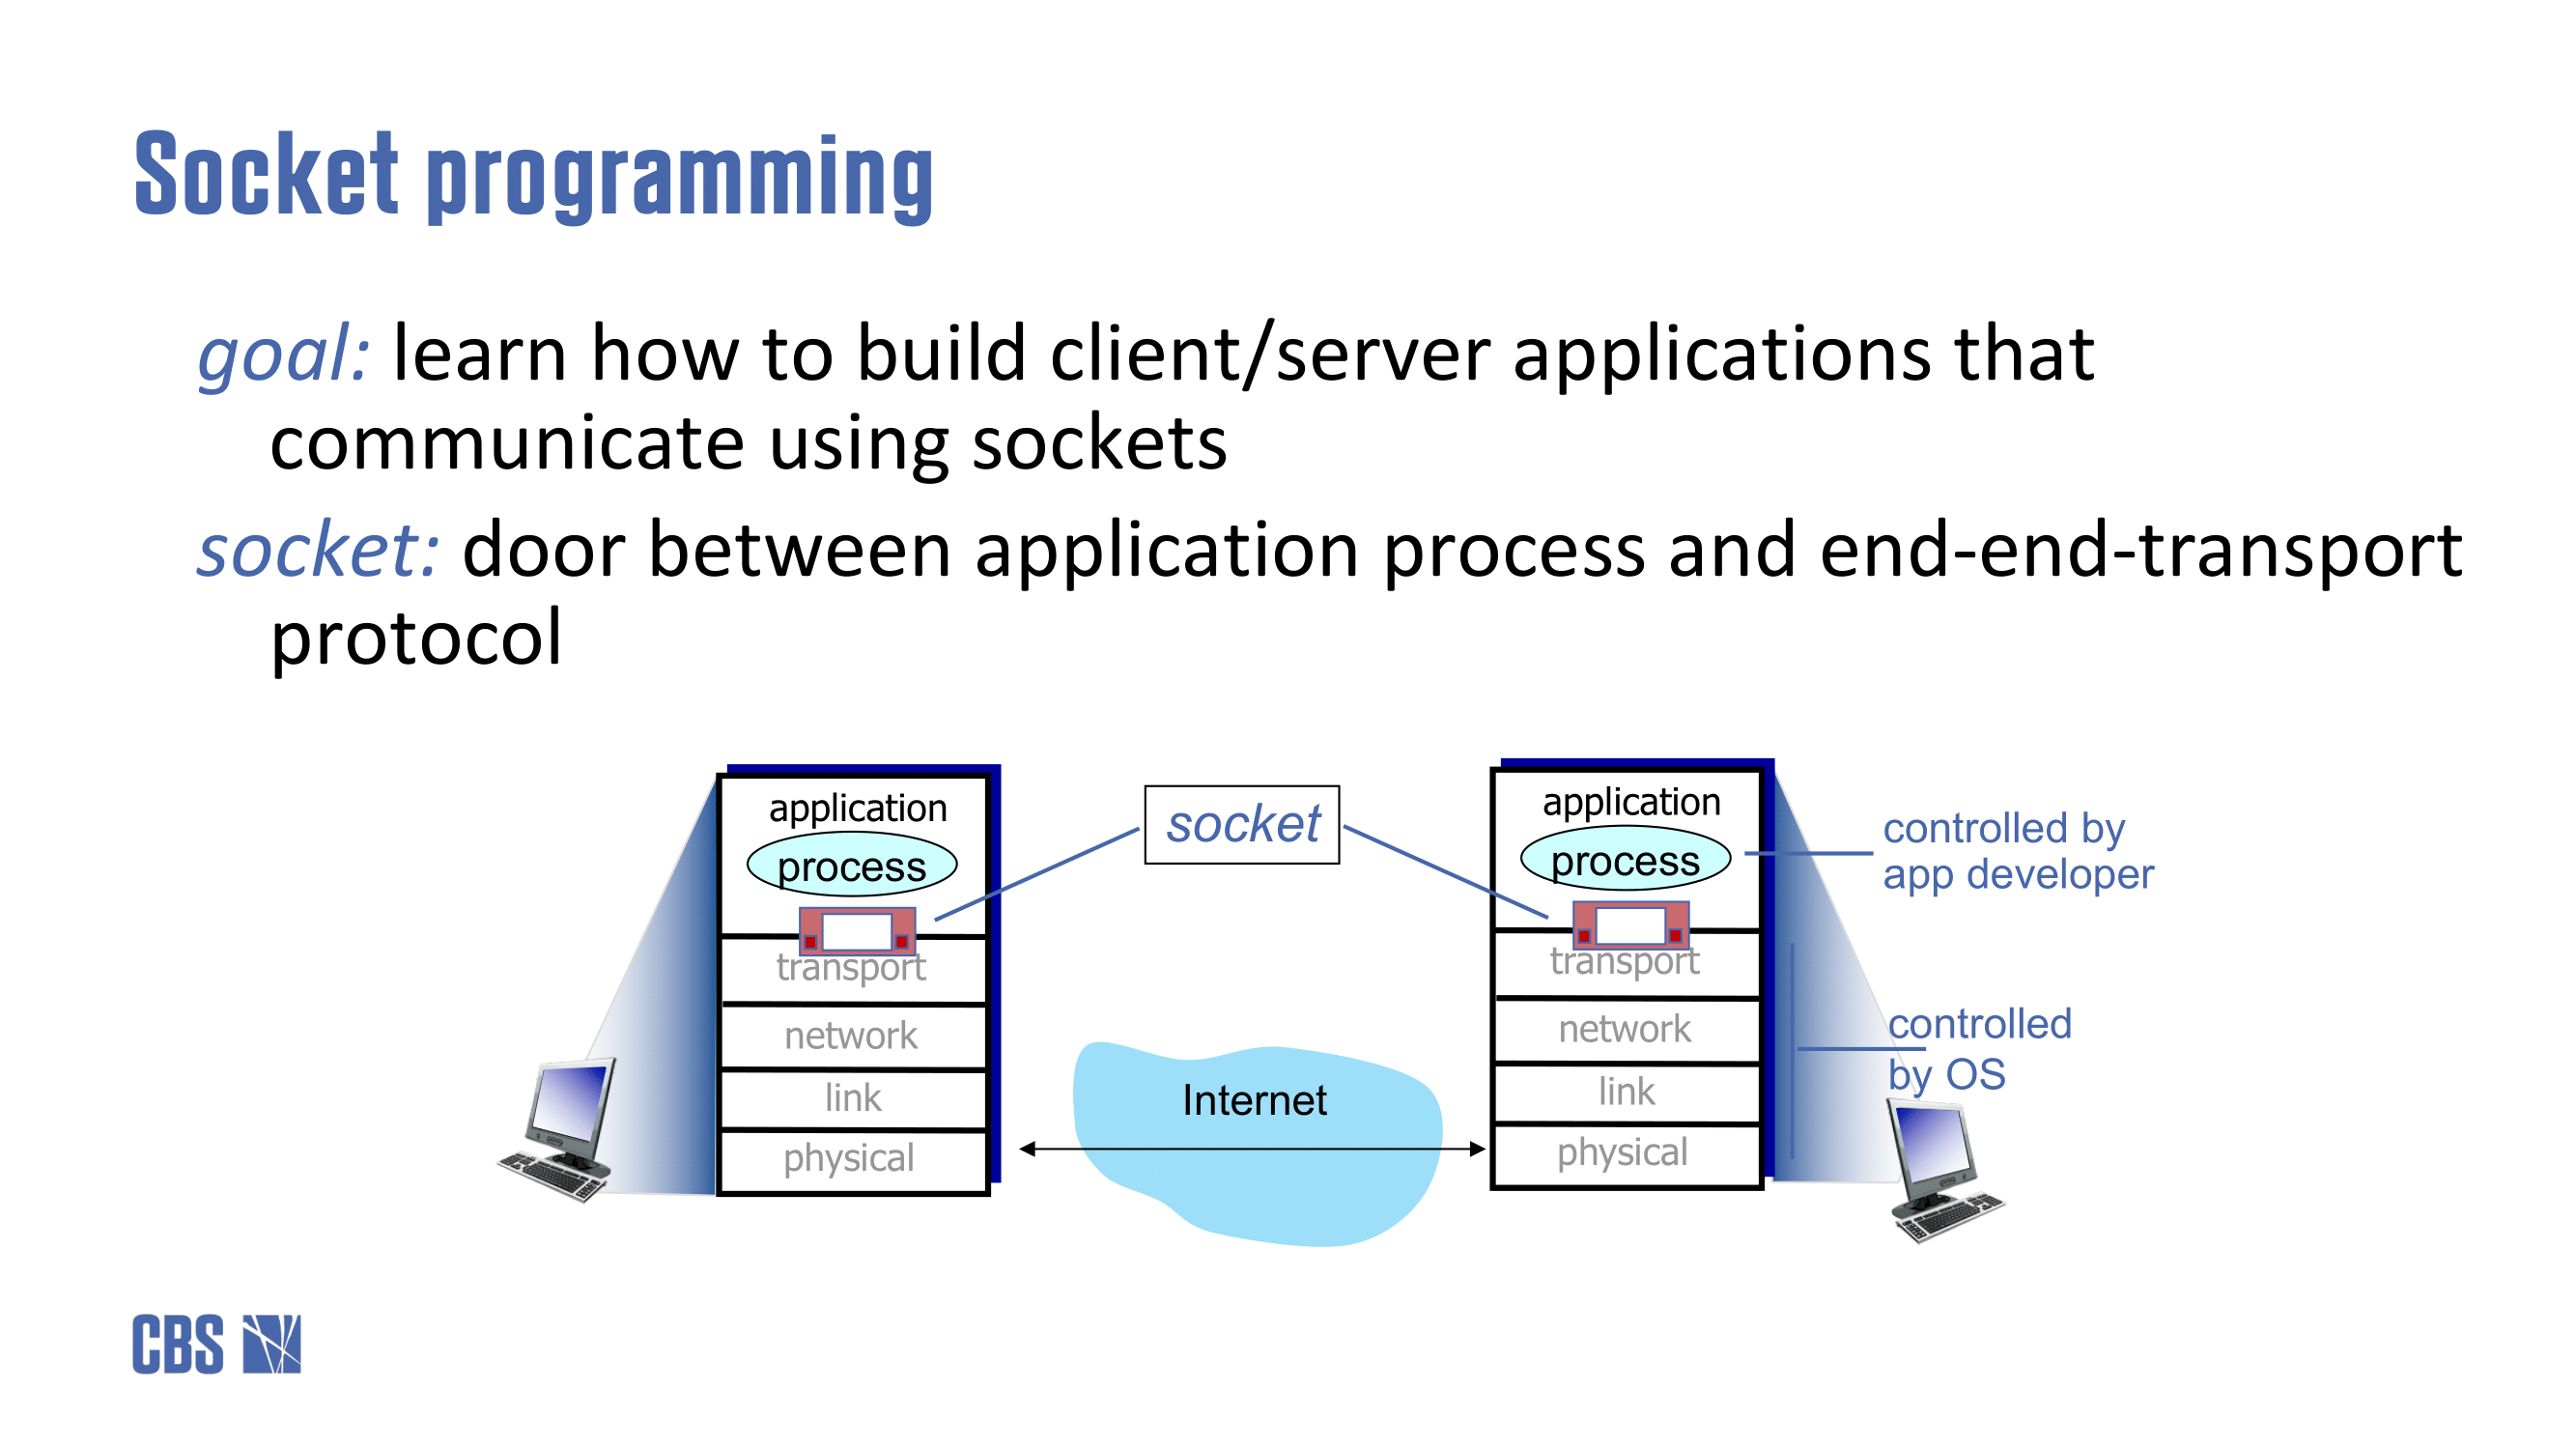 Socket programming
goal: learn how to build client/server applications that
communicate using sockets
socket: door between application process and end-end-transport
protocol
application
process
transport
network
link
physical
socket
Internet
application
process
transport
network
link
physical
controlled by
app developer
controlled
by OS
CBS